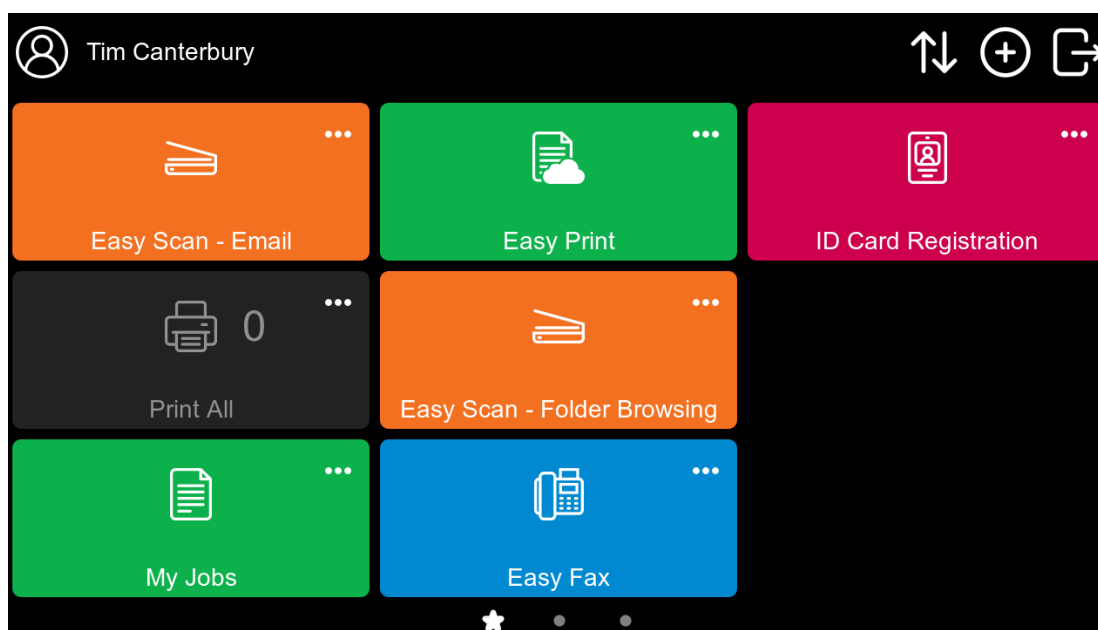 Tim Canterbury
Easy Scan - Email
Easy Print
ID Card Registration
0
Print All
Easy Scan - Folder Browsing
My Jobs
Easy Fax